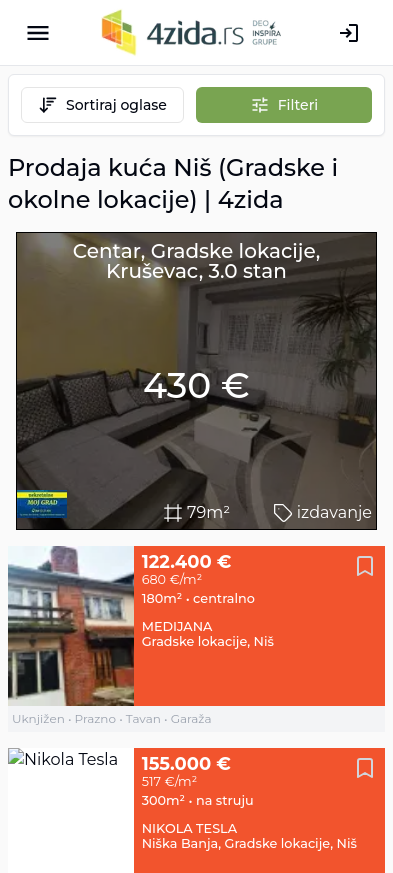 4zida.rs DEO INSPIRA GRUPE
Sortiraj oglase
Filteri
Prodaja kuća Niš (Gradske i
okolne lokacije) | 4zida
Centar, Gradske lokacije,
Kruševac, 3.0 stan
430 €
nekretnine
MOJ GRAD
79m²
izdavanje
122.400 €
680 €/m²
180m² • centralno
MEDIJANA
Gradske lokacije, Niš
Uknjižen • Prazno • Tavan • Garaža
Nikola Tesla
155.000 €
517 €/m²
300m² • na struju
NIKOLA TESLA
Niška Banja, Gradske lokacije, Niš